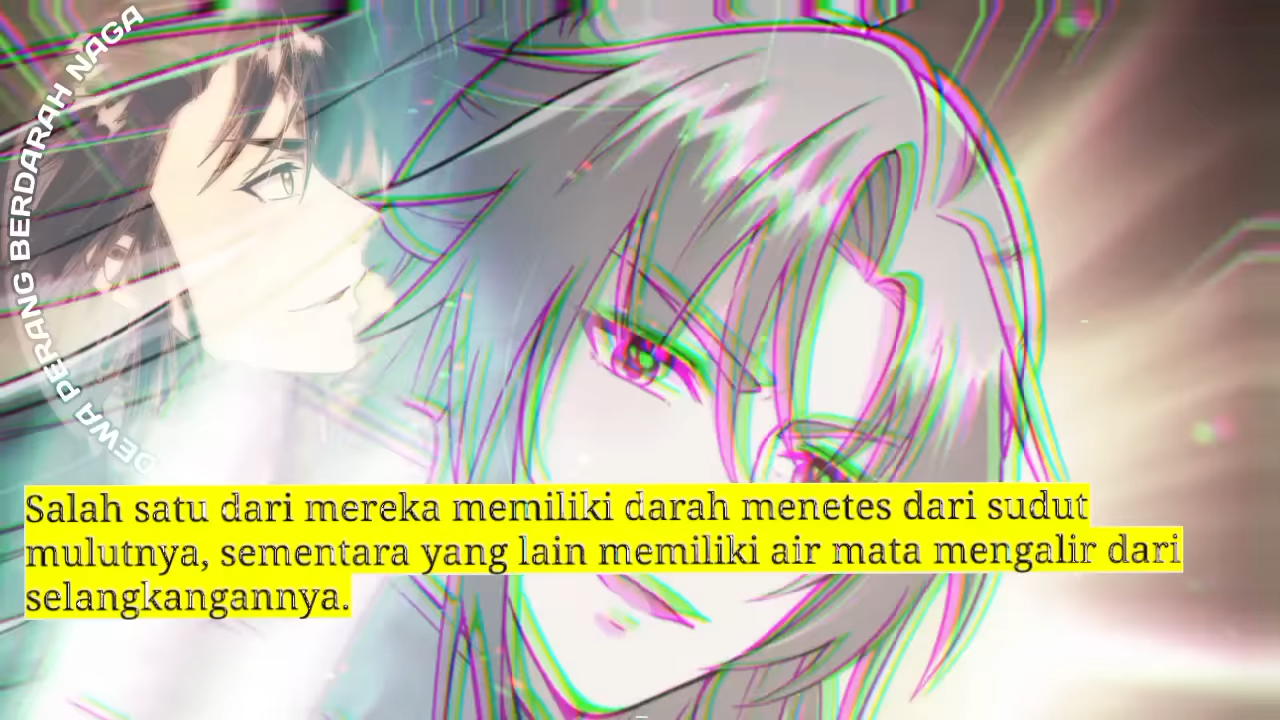 DEWA PERANG BERDARAH NAGA
Salah satu dari mereka memiliki darah menetes dari sudut
mulutnya, sementara yang lain memiliki air mata mengalir dari
selangkangannya.